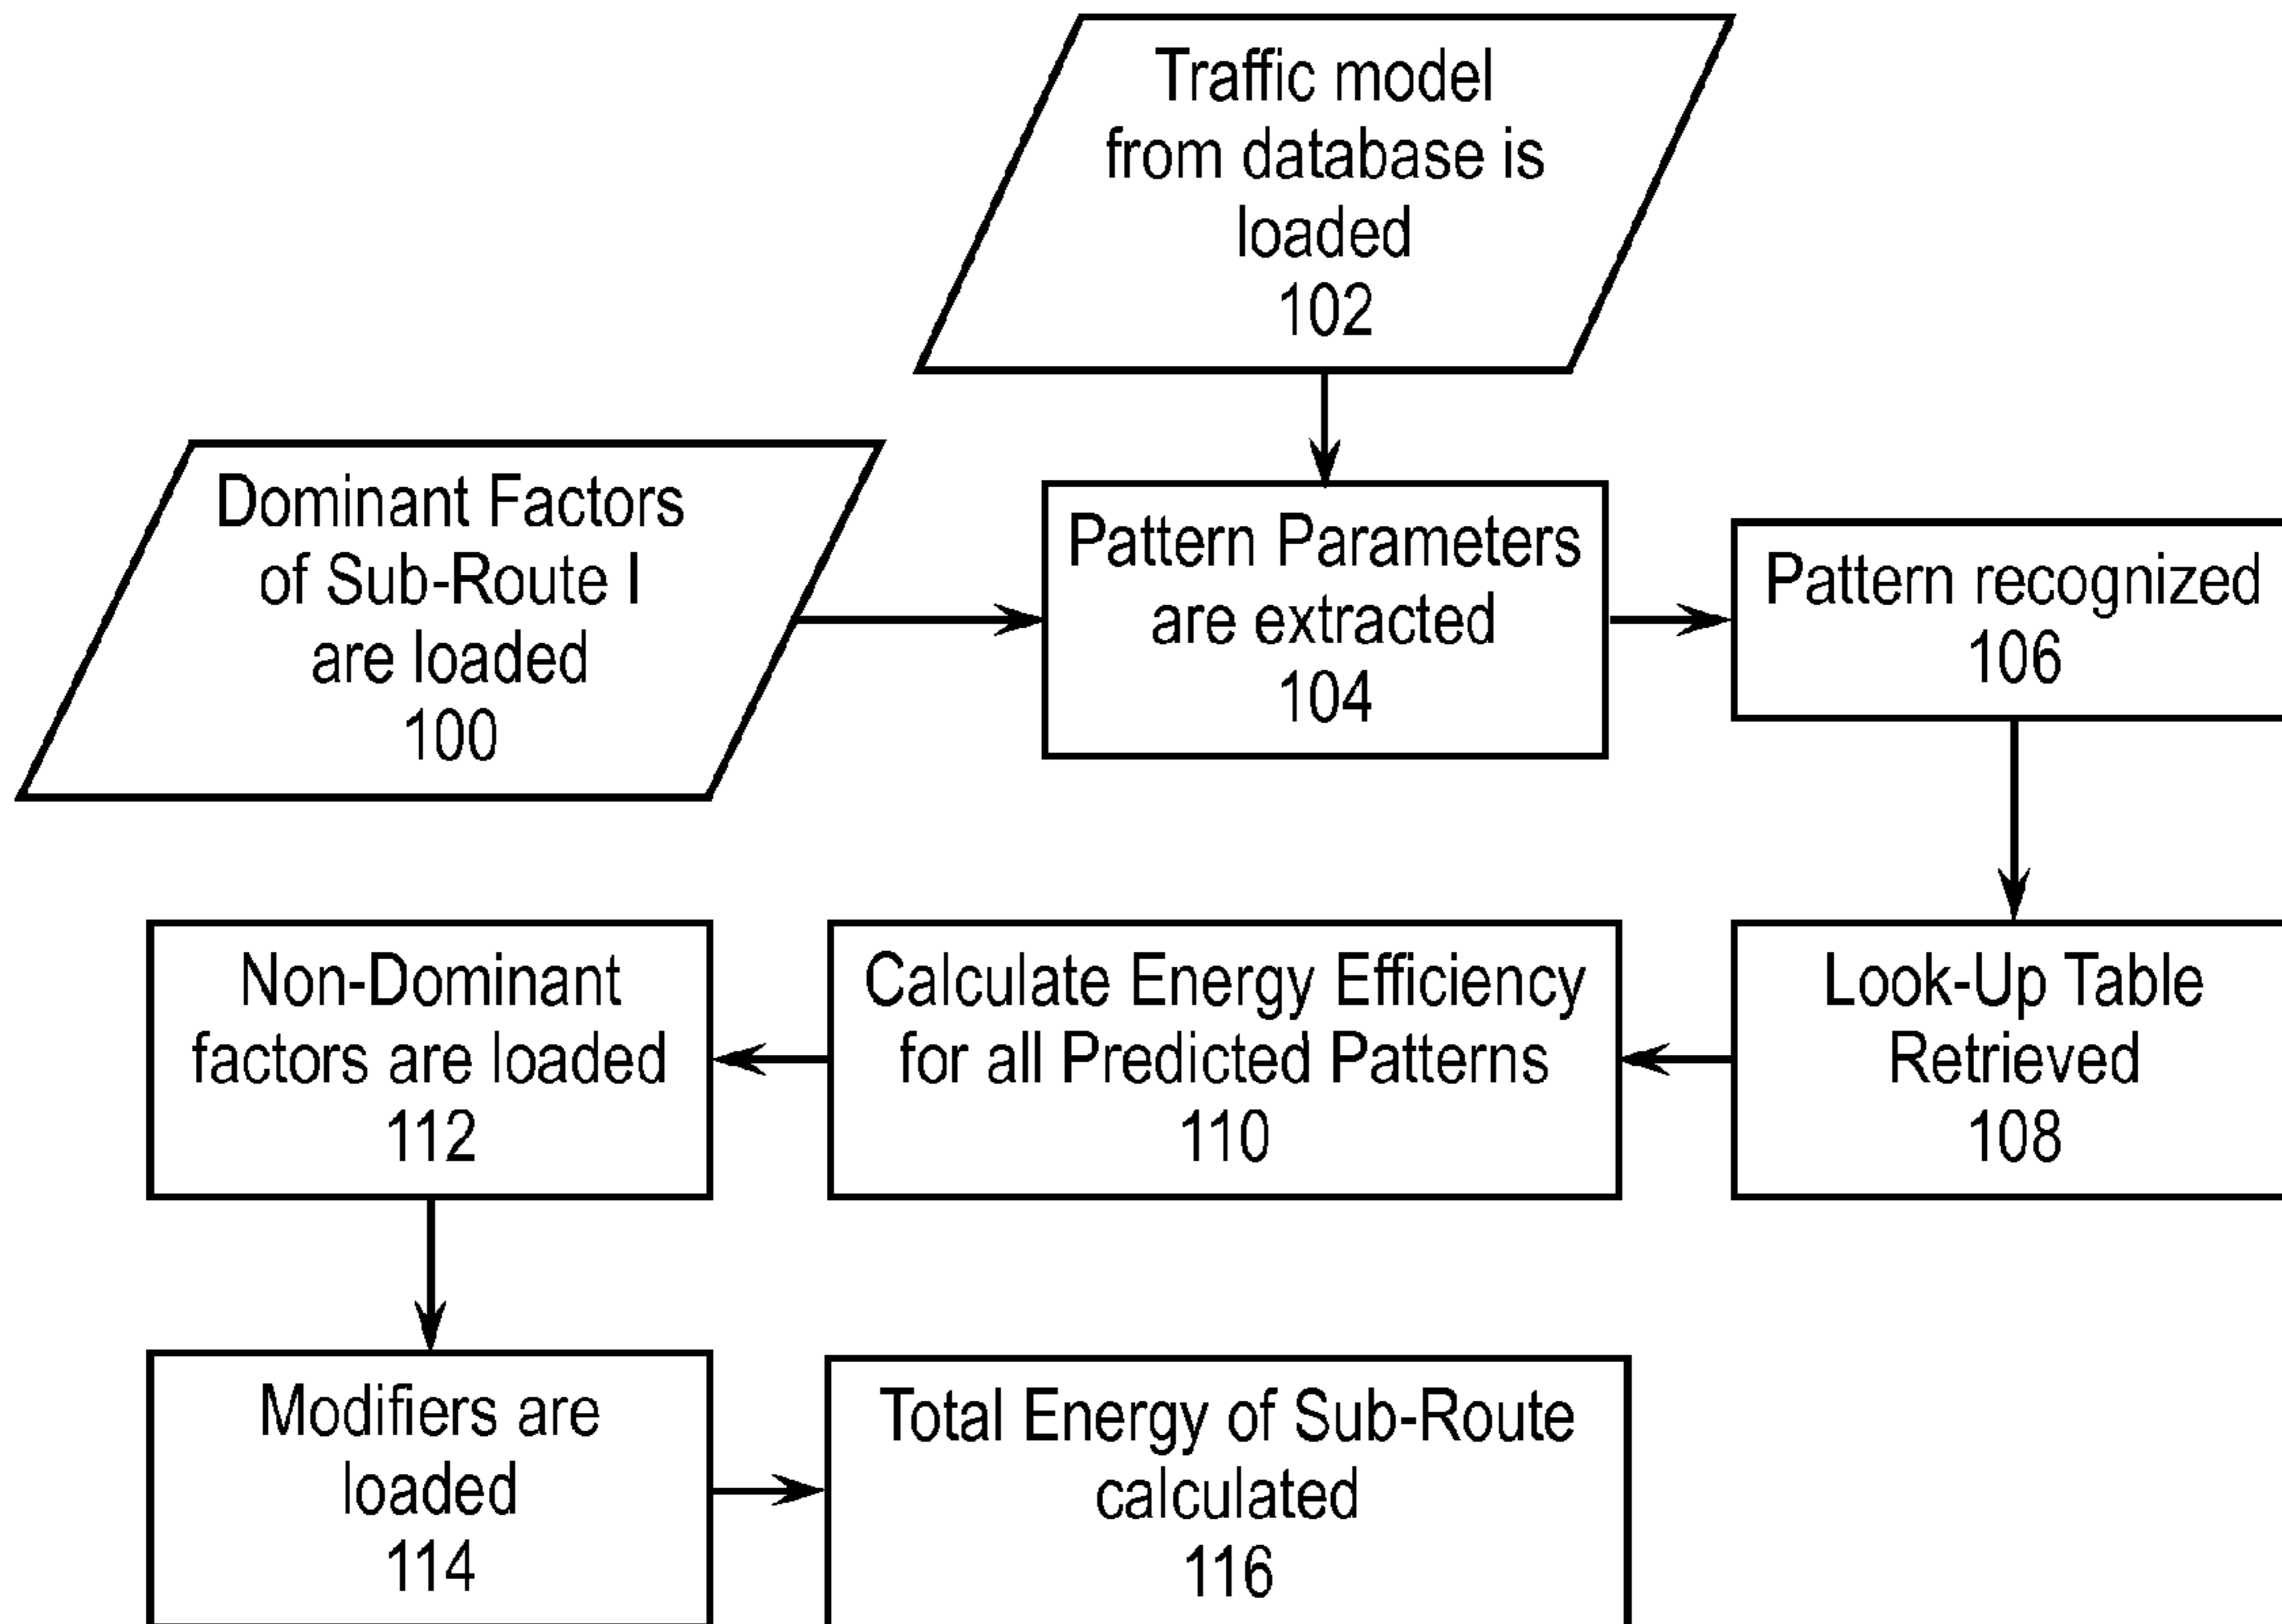 Traffic model
from database is
loaded
102
Dominant Factors
of Sub-Route I
are loaded
100
Pattern Parameters
are extracted
104
Pattern recognized
106
Non-Dominant
factors are loaded
112
Calculate Energy Efficiency
for all Predicted Patterns
110
Look-Up Table
Retrieved
108
Modifiers are
loaded
114
Total Energy of Sub-Route
calculated
116